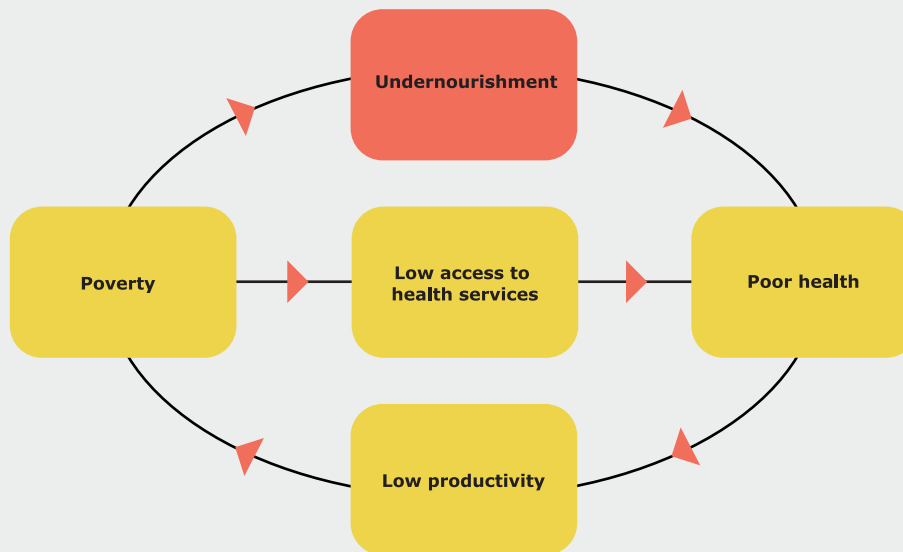 Undernourishment
Poverty
Low access to
health services
Poor health
Low productivity